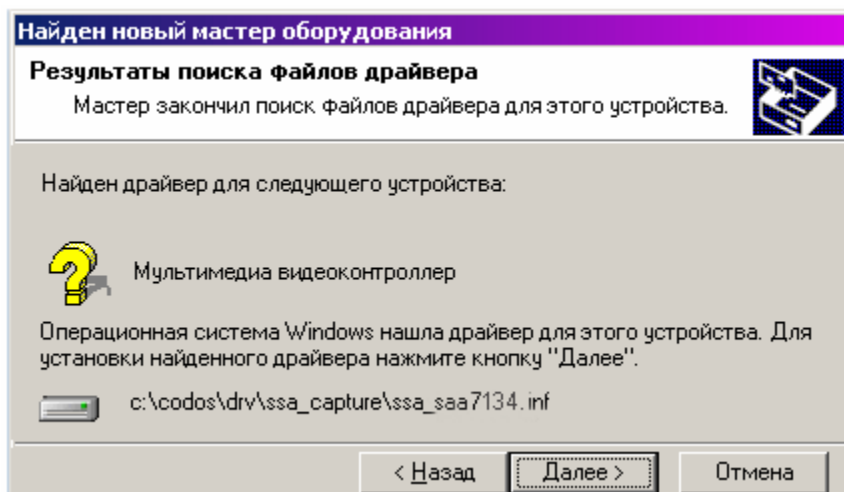 Найден новый мастер оборудования
Результаты поиска файлов драйвера
Мастер закончил поиск файлов драйвера для этого устройства.
Найден драйвер для следующего устройства:
Мультимедиа видеоконтроллер
Операционная система Windows нашла драйвер для этого устройства. Для
установки найденного драйвера нажмите кнопку "Далее".
c:\codos\drv\ssa_capture\ssa_saa7134.inf
< Назад
Далее >
Отмена